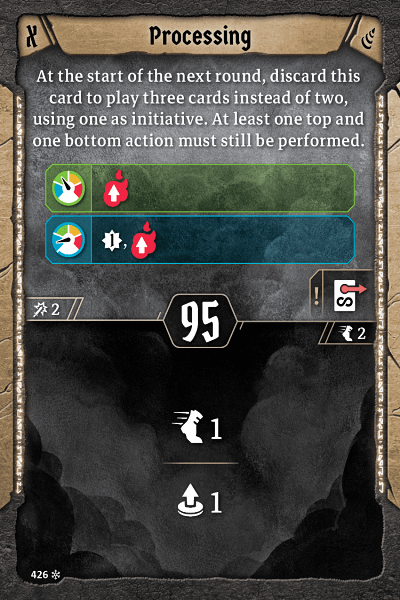 X
Processing
At the start of the next round, discard this
card to play three cards instead of two,
using one as initiative. At least one top and
one bottom action must still be performed.
1
,
!
2
95
2
1
1
426